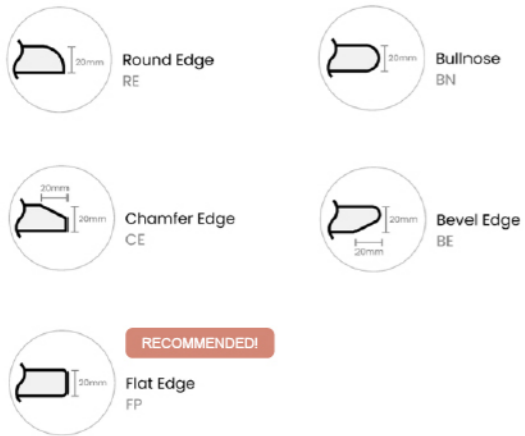 20mm
Round Edge
RE
20mm
Bullnose
BN
20mm
20mm
Chamfer Edge
CE
20mm
20mm
Bevel Edge
BE
RECOMMENDED!
20mm
Flat Edge
FP